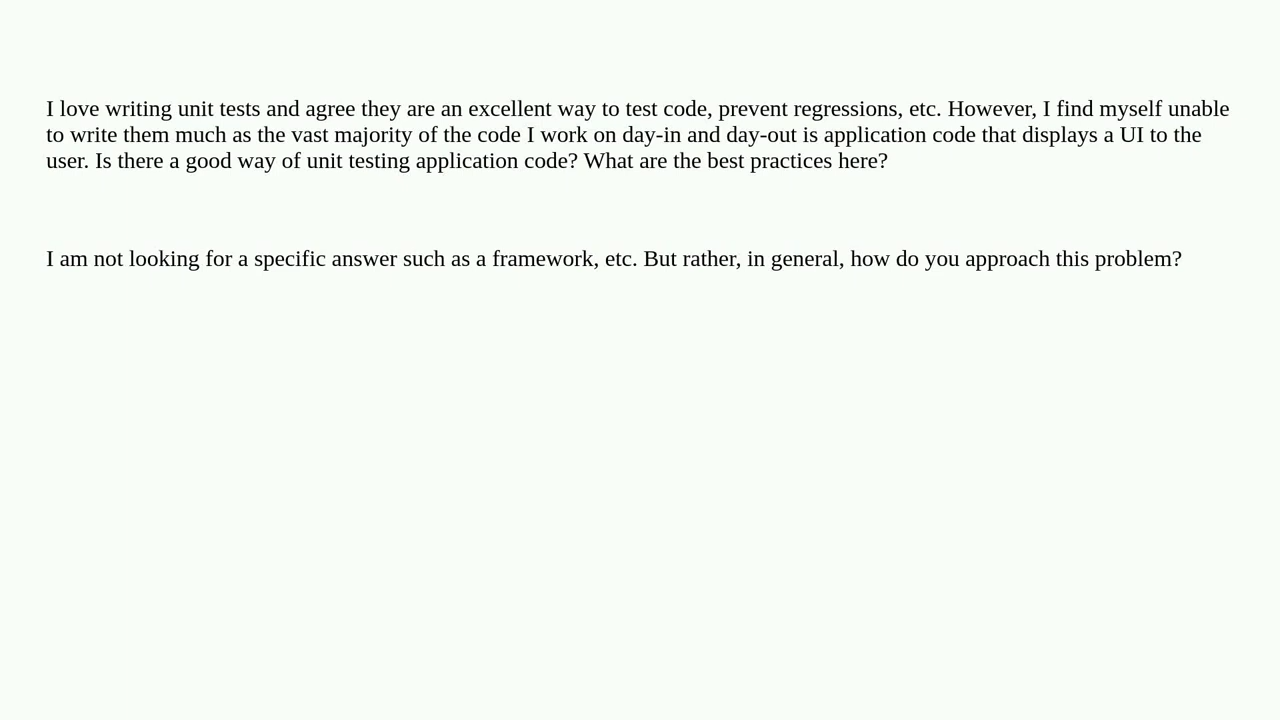 I love writing unit tests and agree they are an excellent way to test code, prevent regressions, etc. However, I find myself unable
to write them much as the vast majority of the code I work on day-in and day-out is application code that displays a UI to the
user. Is there a good way of unit testing application code? What are the best practices here?
I am not looking for a specific answer such as a framework, etc. But rather, in general, how do you approach this problem?